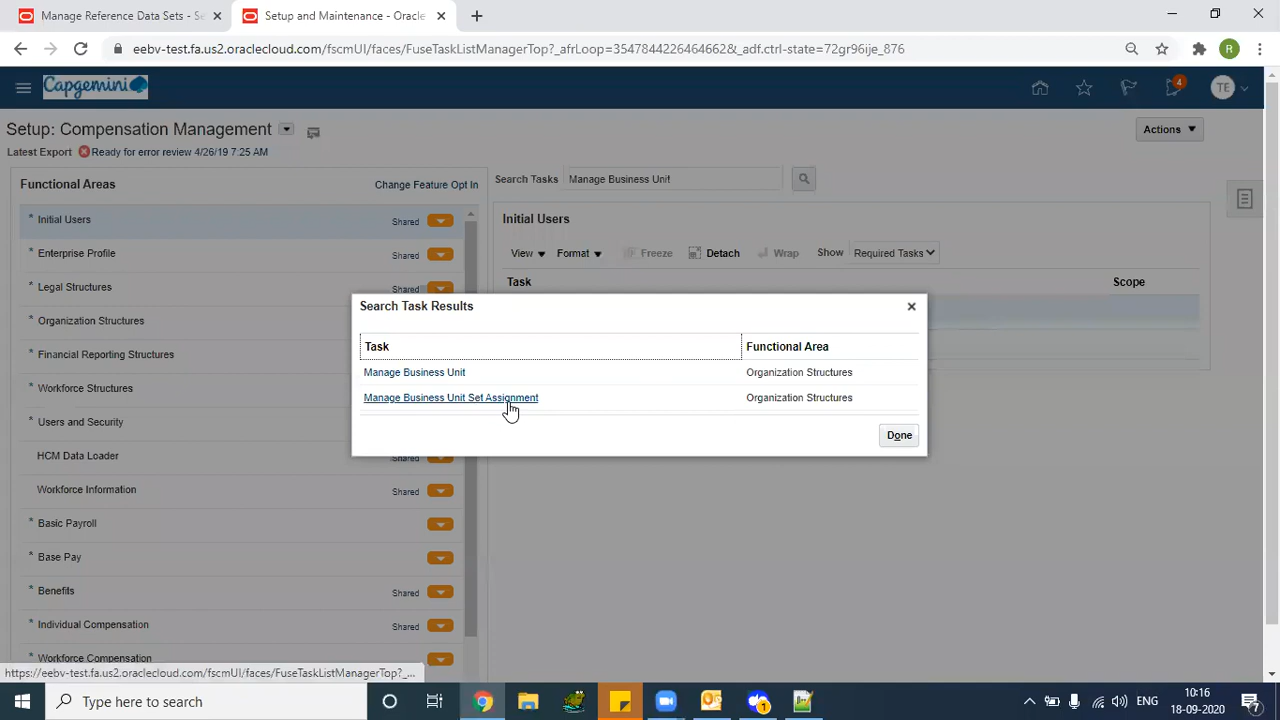 Manage Reference Data Sets - Se
Setup and Maintenance - Oracle
eebv-test.fa.us2.oraclecloud.com/fscmUI/faces/FuseTaskListManagerTop?_afrLoop=3547844226464662&_adf.ctrl-state=72gr96ije_876
R
Capgemini
4
TE
Setup: Compensation Management
Actions
Latest Export Ready for error review 4/26/19 7:25 AM
Functional Areas
Change Feature Opt In
Search Tasks Manage Business Unit
* Initial Users Shared
Initial Users
* Enterprise Profile Shared
View Format Freeze Detach Wrap Show Required Tasks
* Legal Structures Shared
Task Scope
* Organization Structures
* Financial Reporting Structures
* Workforce Structures
* Users and Security
HCM Data Loader Shared
Workforce Information Shared
* Basic Payroll
* Base Pay
* Benefits Shared
* Individual Compensation Shared
* Workforce Compensation
Search Task Results
Task Functional Area
Manage Business Unit Organization Structures
Manage Business Unit Set Assignment Organization Structures
Done
https://eebv-test.fa.us2.oraclecloud.com/fscmUI/faces/FuseTaskListManagerTop?_...
Type here to search
1
ENG
10:16
18-09-2020
7